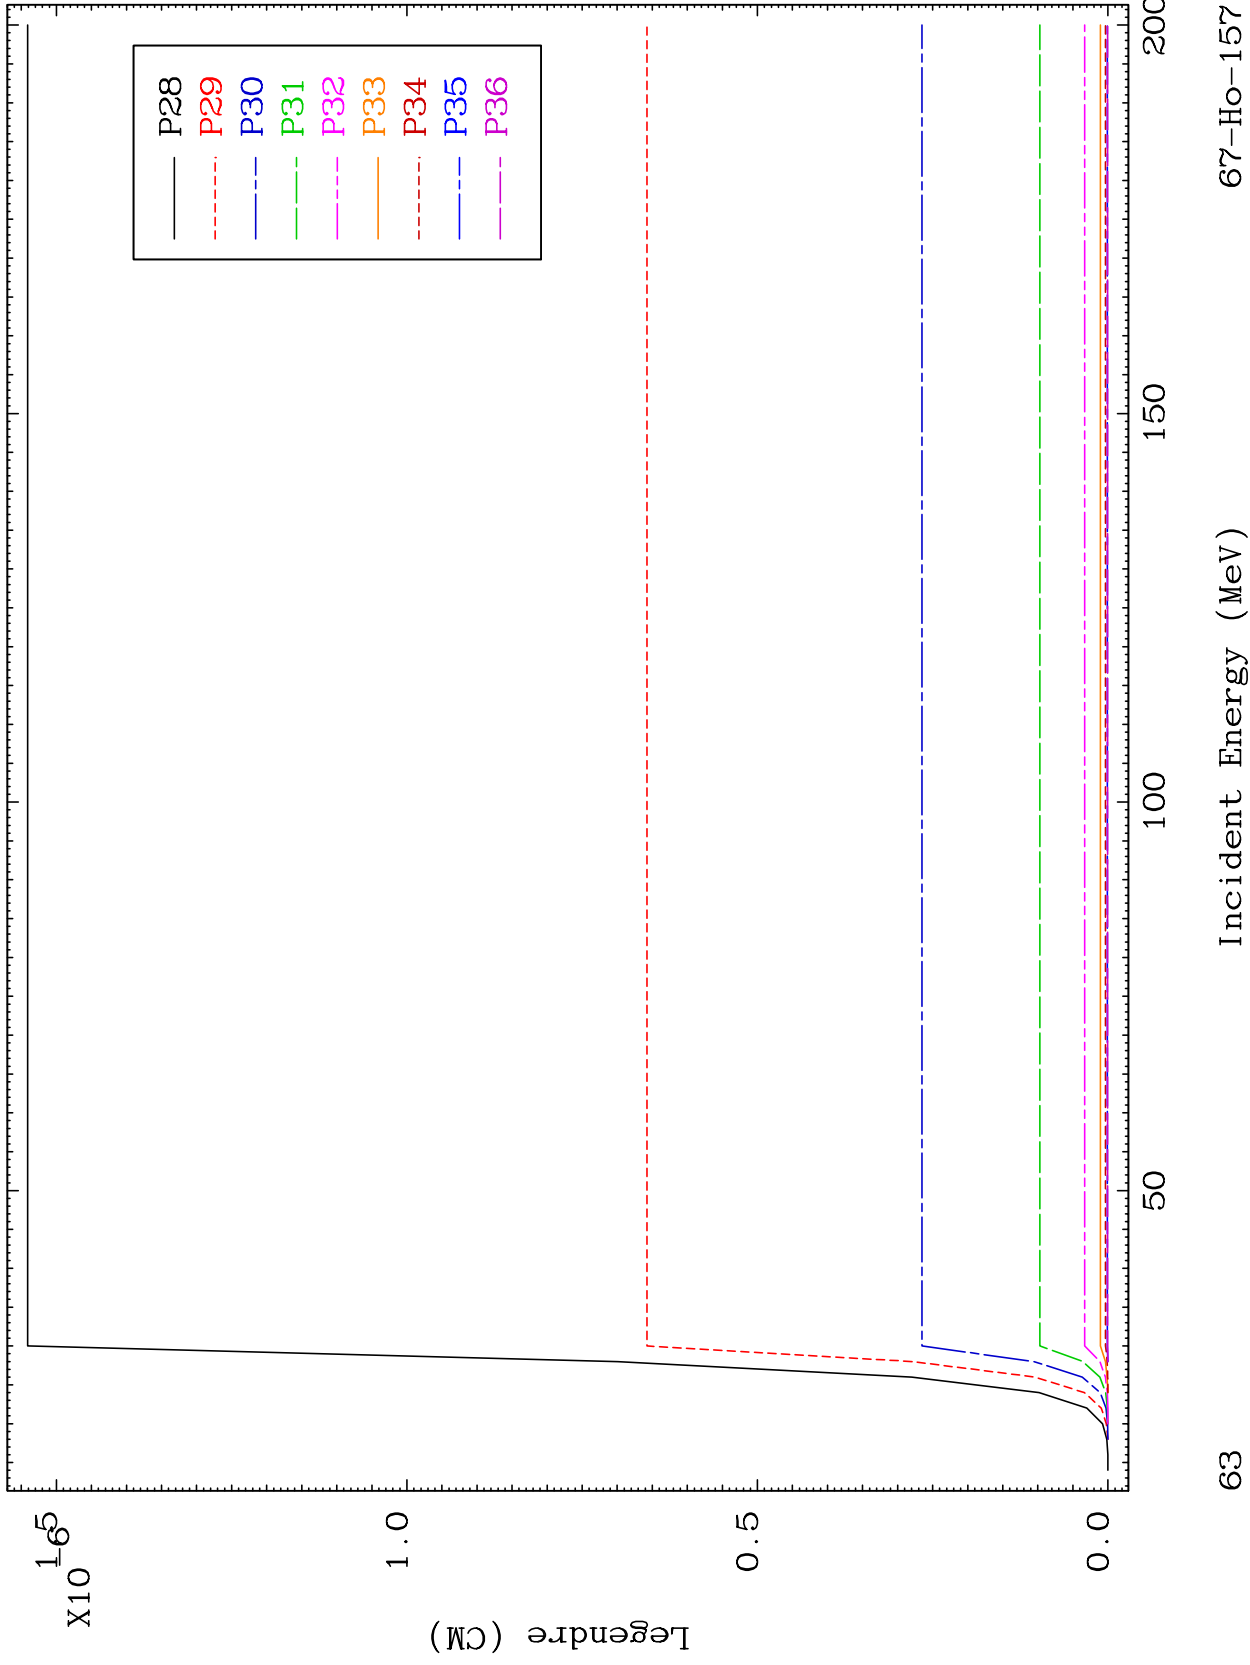 X10
-6
1.5
1.0
0.5
0.0
Legendre (CM)
P28
P29
P30
P31
P32
P33
P34
P35
P36
50
100
150
200
Incident Energy (MeV)
63
67-Ho-157